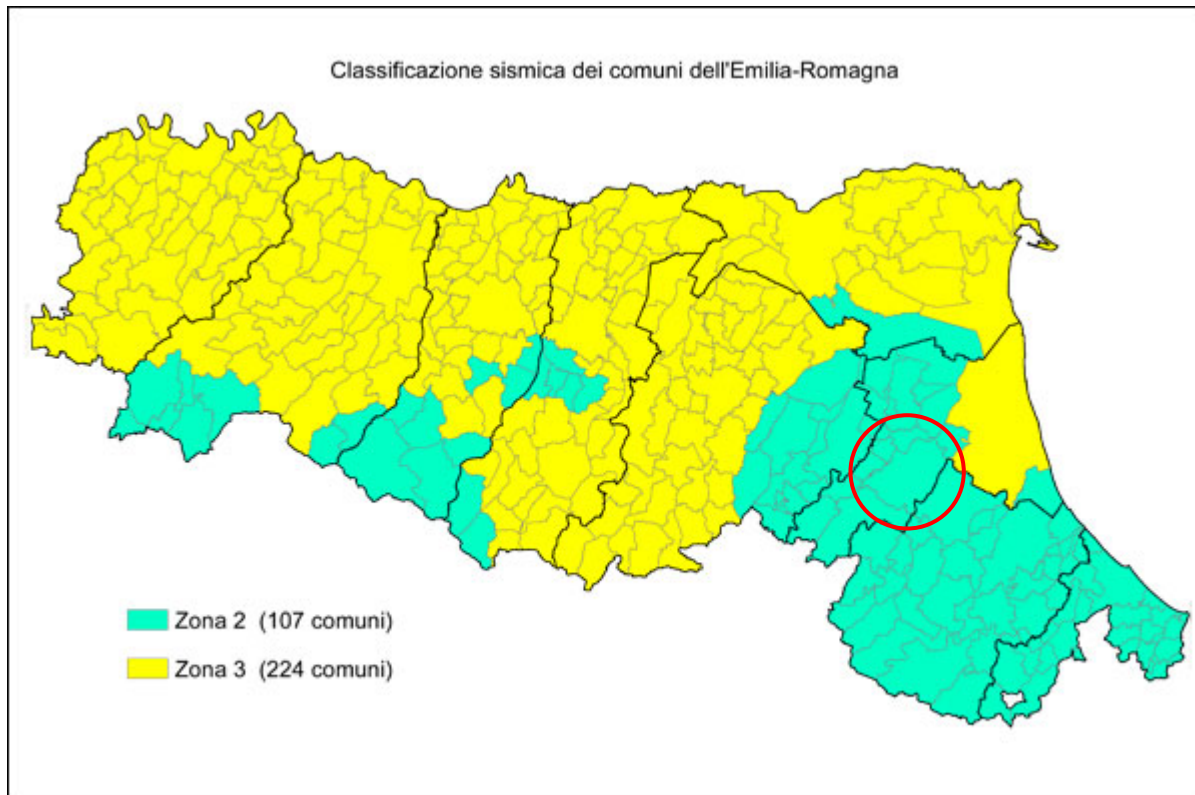 Classificazione sismica dei comuni dell'Emilia-Romagna
Zona 2 (107 comuni)
Zona 3 (224 comuni)